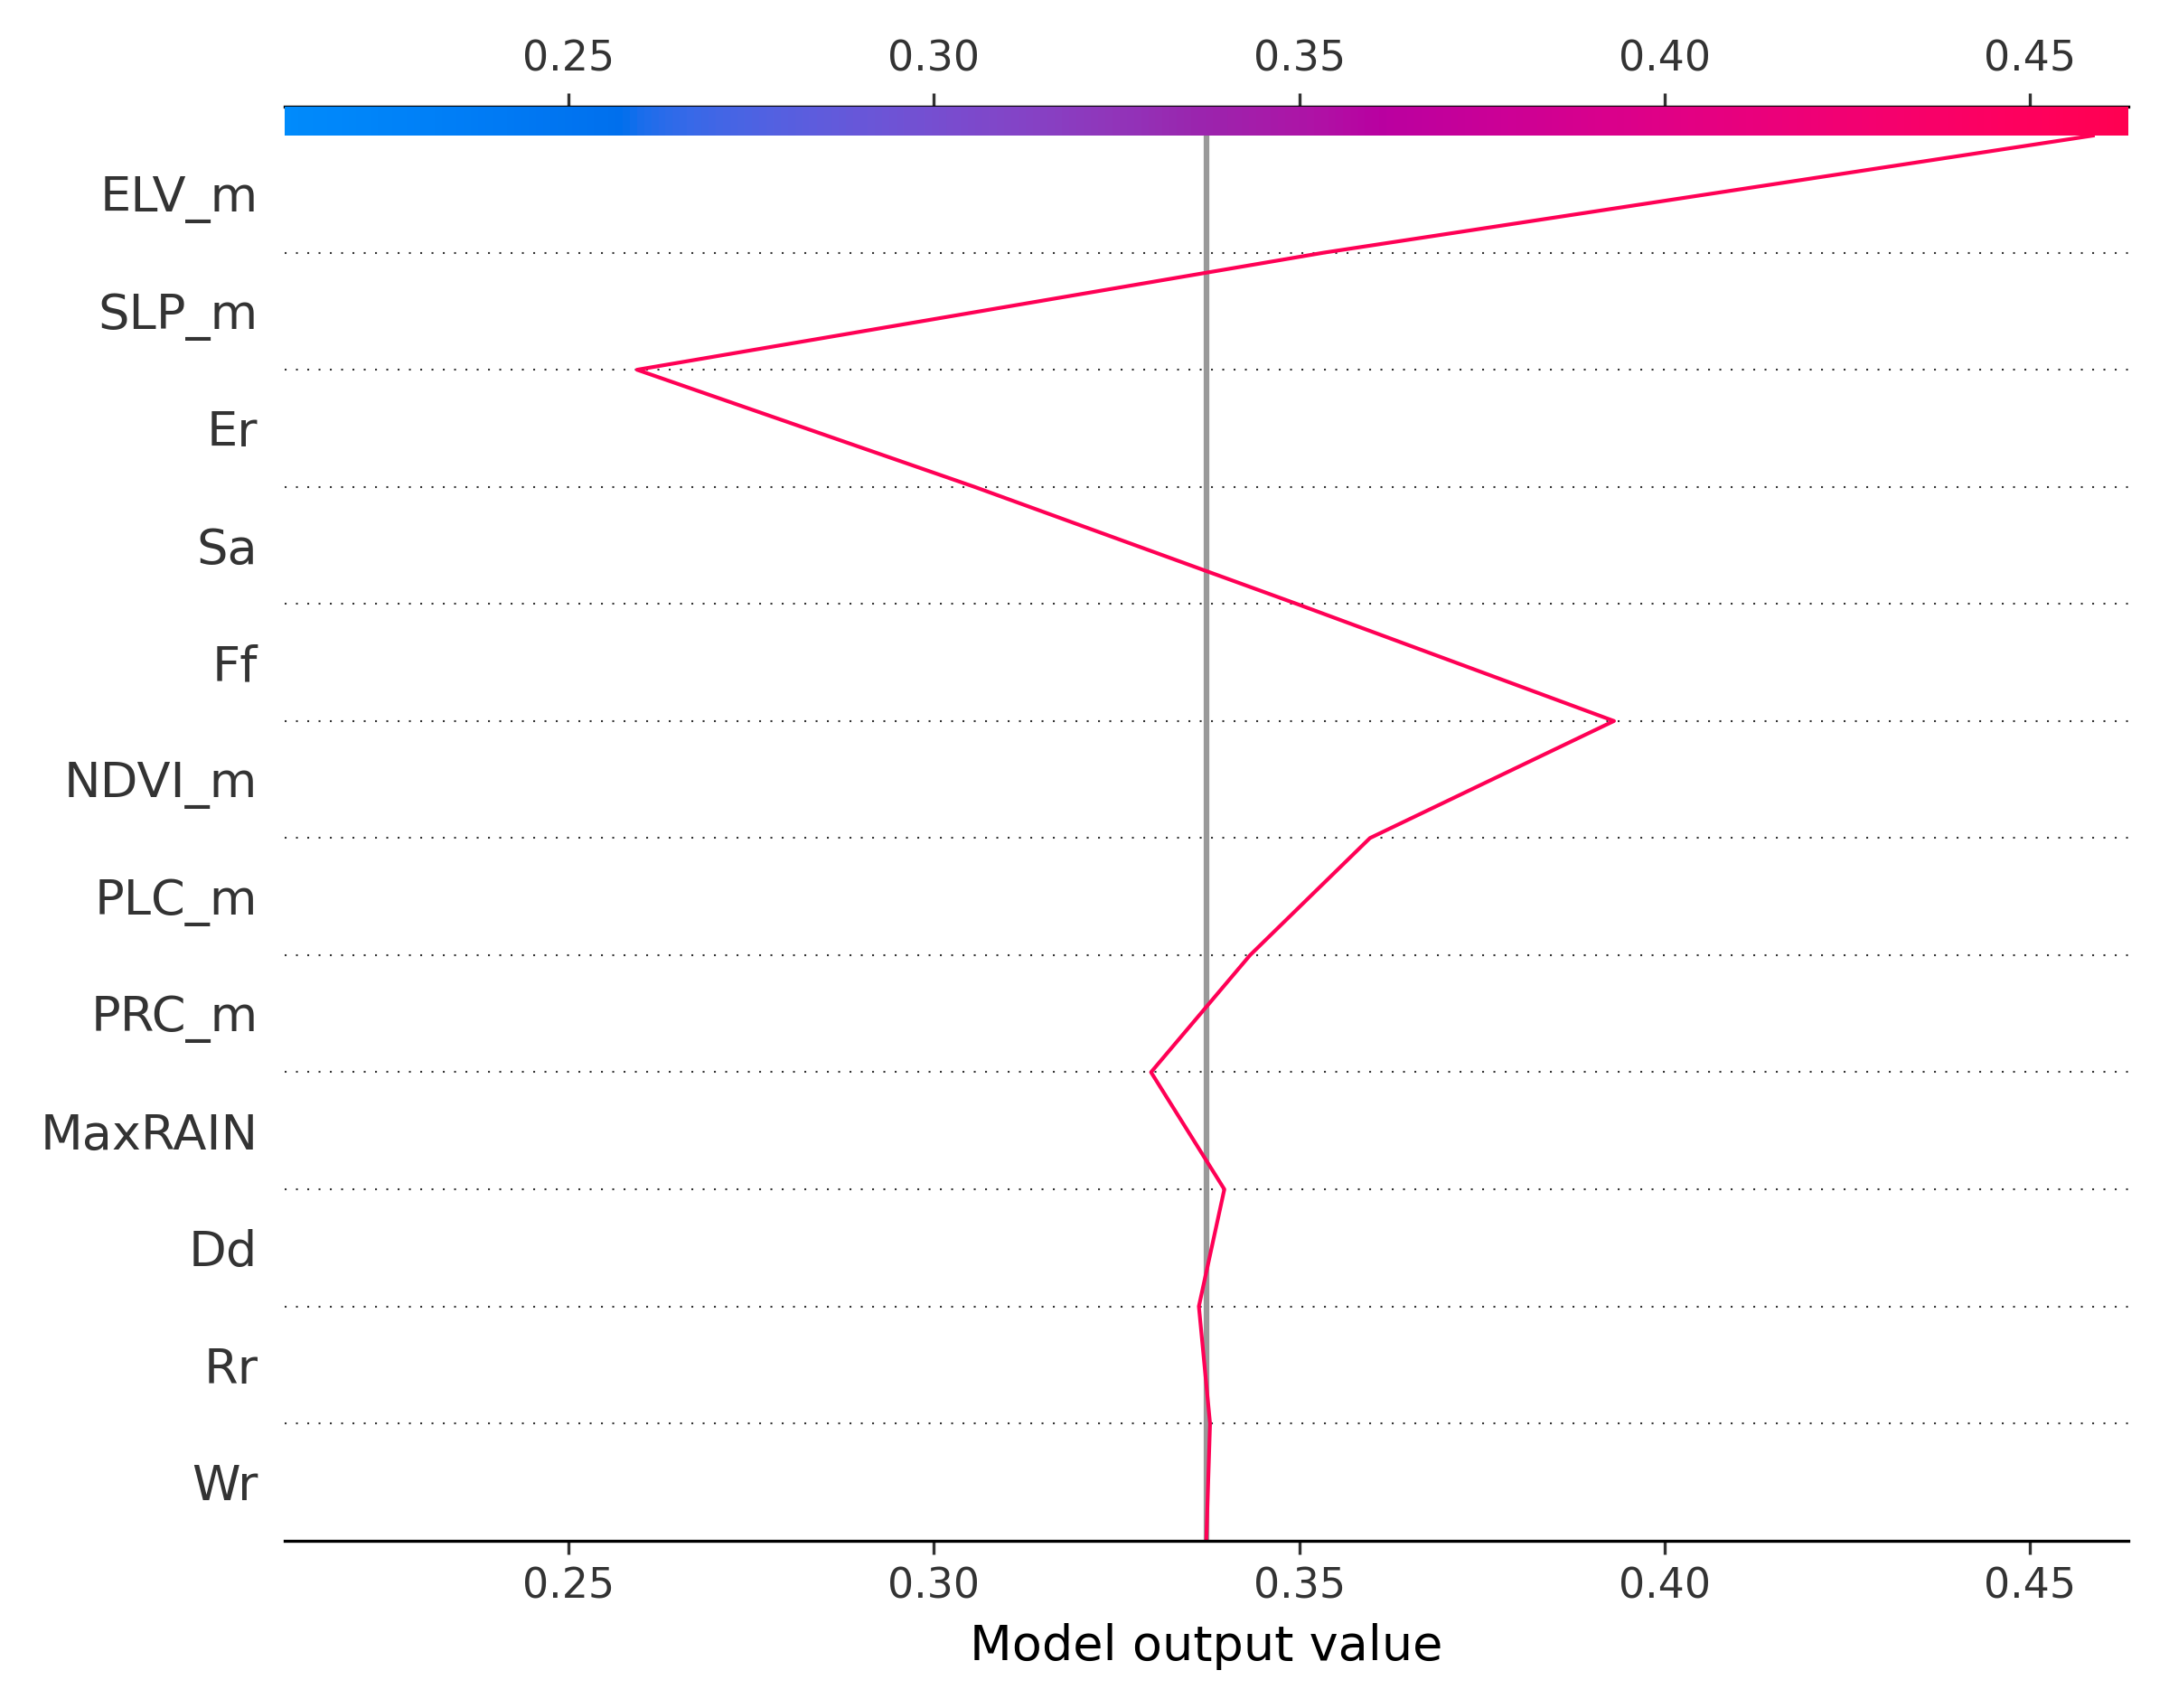 0.25 0.30 0.35 0.40 0.45
ELV_m
SLP_m
Er
Sa
Ff
NDVI_m
PLC_m
PRC_m
MaxRAIN
Dd
Rr
Wr
0.25 0.30 0.35 0.40 0.45
Model output value